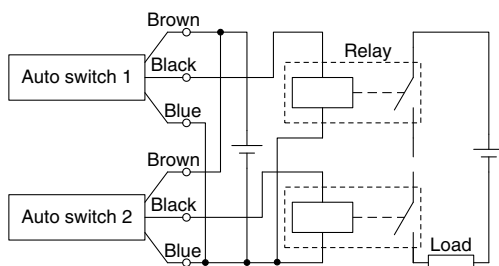 Brown
Relay
Auto switch 1
Black
Blue
Brown
Auto switch 2
Black
Blue
Load